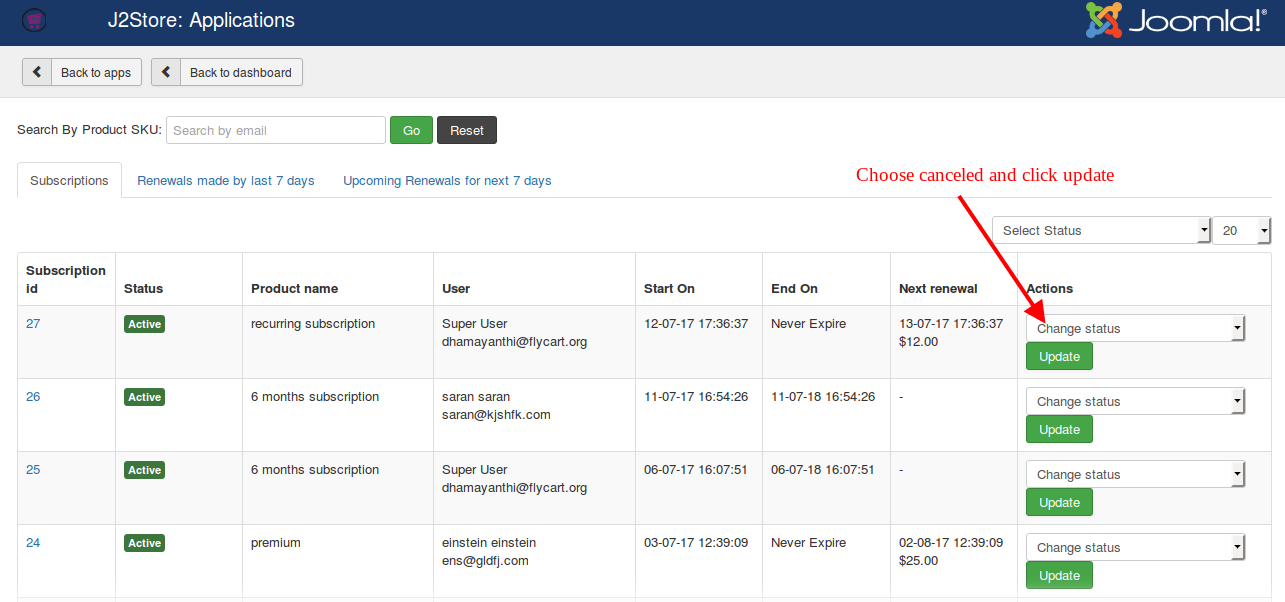 J2Store: Applications
Joomla!®
Back to apps
Back to dashboard
Search By Product SKU: Search by email Go Reset
Subscriptions Renewals made by last 7 days Upcoming Renewals for next 7 days
Choose canceled and click update
Select Status 20
Subscription id Status Product name User Start On End On Next renewal Actions
27 Active recurring subscription Super User 12-07-17 17:36:37 Never Expire 13-07-17 17:36:37 Change status
dhamayanthi@flycart.org $12.00 Update
26 Active 6 months subscription saran saran 11-07-17 16:54:26 11-07-18 16:54:26 - Change status
saran@kjshfk.com Update
25 Active 6 months subscription Super User 06-07-17 16:07:51 06-07-18 16:07:51 - Change status
dhamayanthi@flycart.org Update
24 Active premium einstein einstein 03-07-17 12:39:09 Never Expire 02-08-17 12:39:09 Change status
ens@gldfj.com $25.00 Update